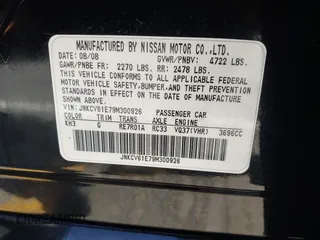 MANUFACTURED BY NISSAN MOTOR CO.,LTD.
DATE: 08/08 GVWR/PNBV: 4722 LBS.
GAWR/PNBE FR: 2270 LBS. RR: 2478 LBS.
THIS VEHICLE CONFORMS TO ALL APPLICABLE FEDERAL
MOTOR VEHICLE SAFETY, BUMPER,AND THEFT PREVENTION
STANDARDS IN EFFECT ON THE DATE OF
MANUFACTURE SHOWN ABOVE.
VIN:JNKCV61E79M300926 PASSENGER CAR
COLOR TRIM TRANS AXLE ENGINE
KH3 G RE7R01A RC33 VQ37(VHR) 3696CC
JNKCV61E79M300926